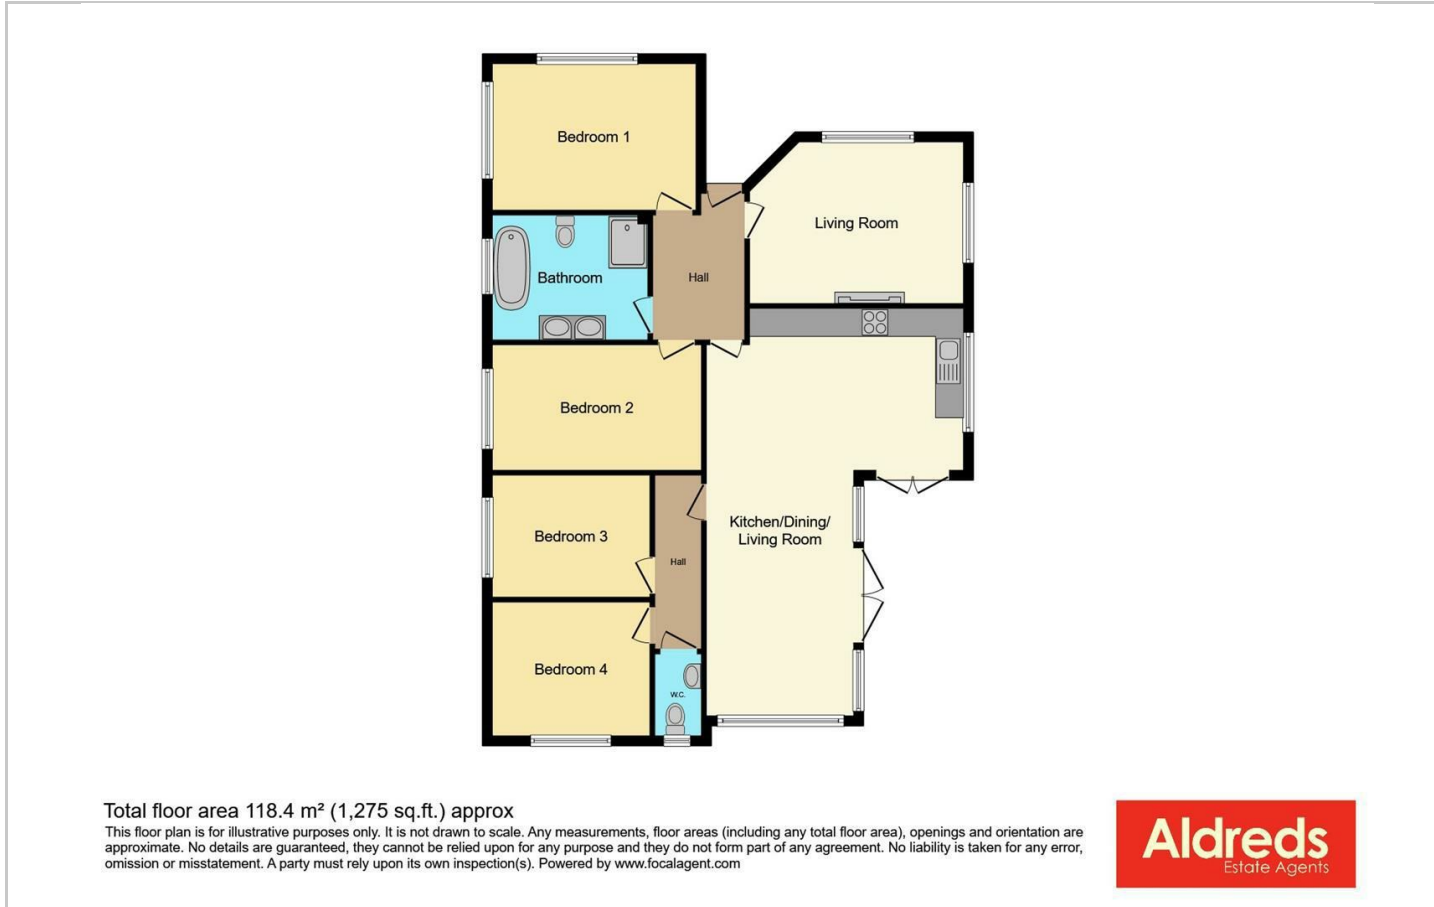 Bedroom 1
Living Room
Bathroom
Hall
Bedroom 2
Kitchen/Dining/
Living Room
Bedroom 3
Hall
Bedroom 4
W.C.
Total floor area 118.4 m² (1,275 sq.ft.) approx
This floor plan is for illustrative purposes only. It is not drawn to scale. Any measurements, floor areas (including any total floor area), openings and orientation are
approximate. No details are guaranteed, they cannot be relied upon for any purpose and they do not form part of any agreement. No liability is taken for any error,
omission or misstatement. A party must rely upon its own inspection(s). Powered by www.focalagent.com
Aldreds
Estate Agents